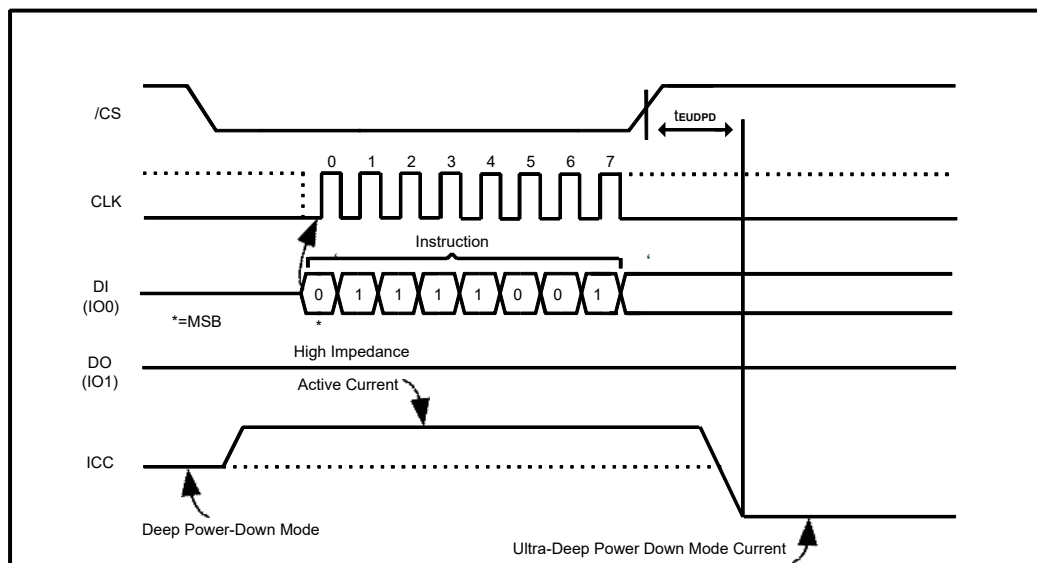 /CS
tEUDPD
0 1 2 3 4 5 6 7
CLK
Instruction
DI
(IO0)
0 1 1 1 1 0 0 1
*=MSB
*
High Impedance
DO
(IO1)
Active Current
ICC
Deep Power-Down Mode
Ultra-Deep Power Down Mode Current